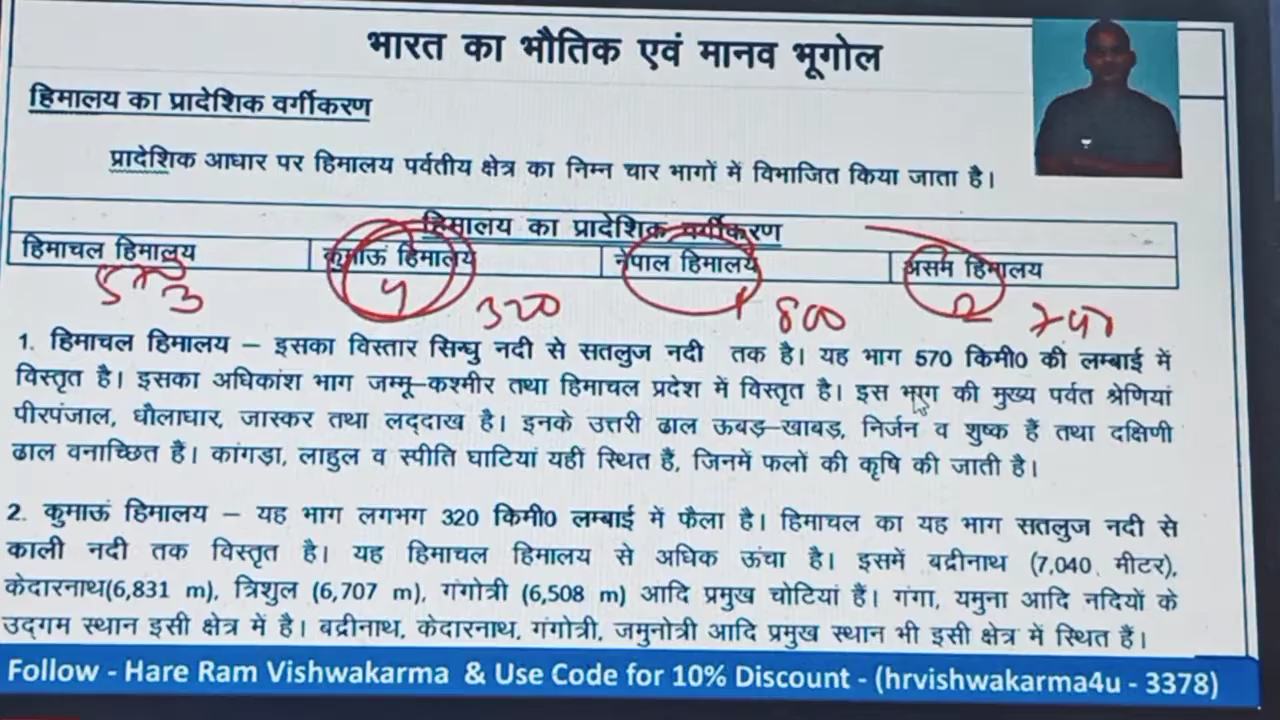 भारत का भौतिक एवं मानव भूगोल
हिमालय का प्रादेशिक वर्गीकरण
प्रादेशिक आधार पर हिमालय पर्वतीय क्षेत्र का निम्न चार भागों में विभाजित किया जाता है।
हिमालय का प्रादेशिक वर्गीकरण
हिमाचल हिमालय कुमाऊं हिमालय नेपाल हिमालय असम हिमालय
3 4 320 1 800 2
1. हिमाचल हिमालय – इसका विस्तार सिन्धु नदी से सतलुज नदी तक है। यह भाग 570 किमी0 की लम्बाई में
विस्तृत है। इसका अधिकांश भाग जम्मू–कश्मीर तथा हिमाचल प्रदेश में विस्तृत है। इस भाग की मुख्य पर्वत श्रेणियां
पीरपंजाल, धौलाधार, जास्कर तथा लद्दाख है। इनके उत्तरी ढाल ऊबड़–खाबड़, निर्जन व शुष्क हैं तथा दक्षिणी
ढाल वनाच्छित हैं। कांगड़ा, लाहुल व स्पीति घाटियां यहीं स्थित हैं, जिनमें फलों की कृषि की जाती है।
2. कुमाऊं हिमालय – यह भाग लगभग 320 किमी0 लम्बाई में फैला है। हिमाचल का यह भाग सतलुज नदी से
काली नदी तक विस्तृत है। यह हिमाचल हिमालय से अधिक ऊंचा है। इसमें बद्रीनाथ (7,040 मीटर),
केदारनाथ(6,831 m), त्रिशुल (6,707 m), गंगोत्री (6,508 m) आदि प्रमुख चोटियां हैं। गंगा, यमुना आदि नदियों के
उद्गम स्थान इसी क्षेत्र में है। बद्रीनाथ, केदारनाथ, गंगोत्री, जमुनोत्री आदि प्रमुख स्थान भी इसी क्षेत्र में स्थित हैं।
Follow - Hare Ram Vishwakarma & Use Code for 10% Discount - (hrvishwakarma4u - 3378)